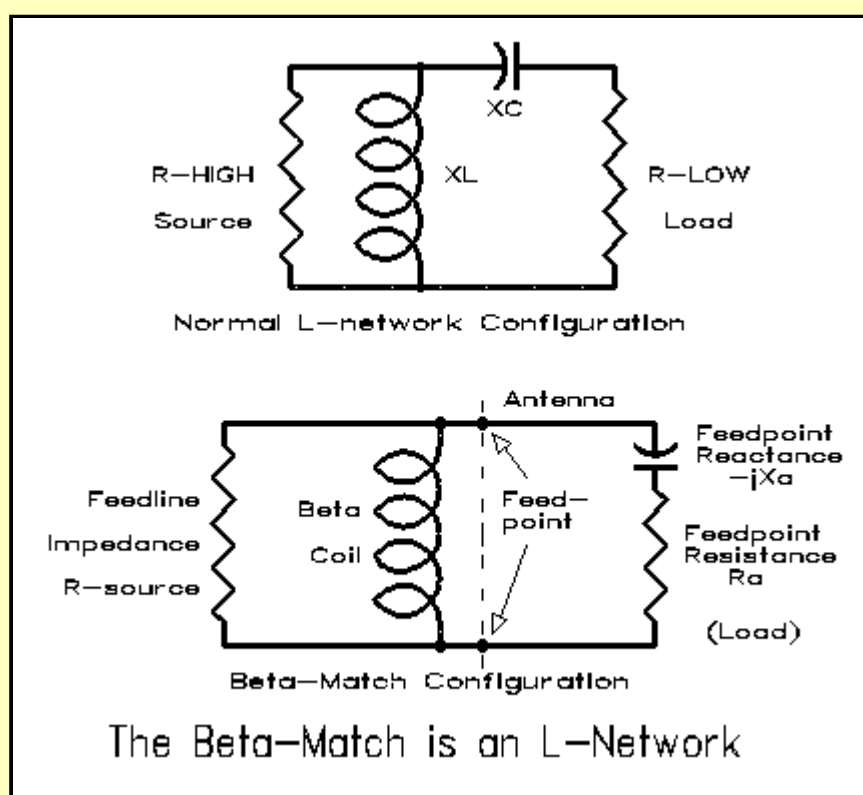 XC
R-HIGH
Source
XL
R-LOW
Load
Normal L-network Configuration
Antenna
Feedline
Impedance
R-source
Beta
Coil
Feed-
point
Feedpoint
Reactance
-jXa
Feedpoint
Resistance
Ra
(Load)
Beta-Match Configuration
The Beta-Match is an L-Network